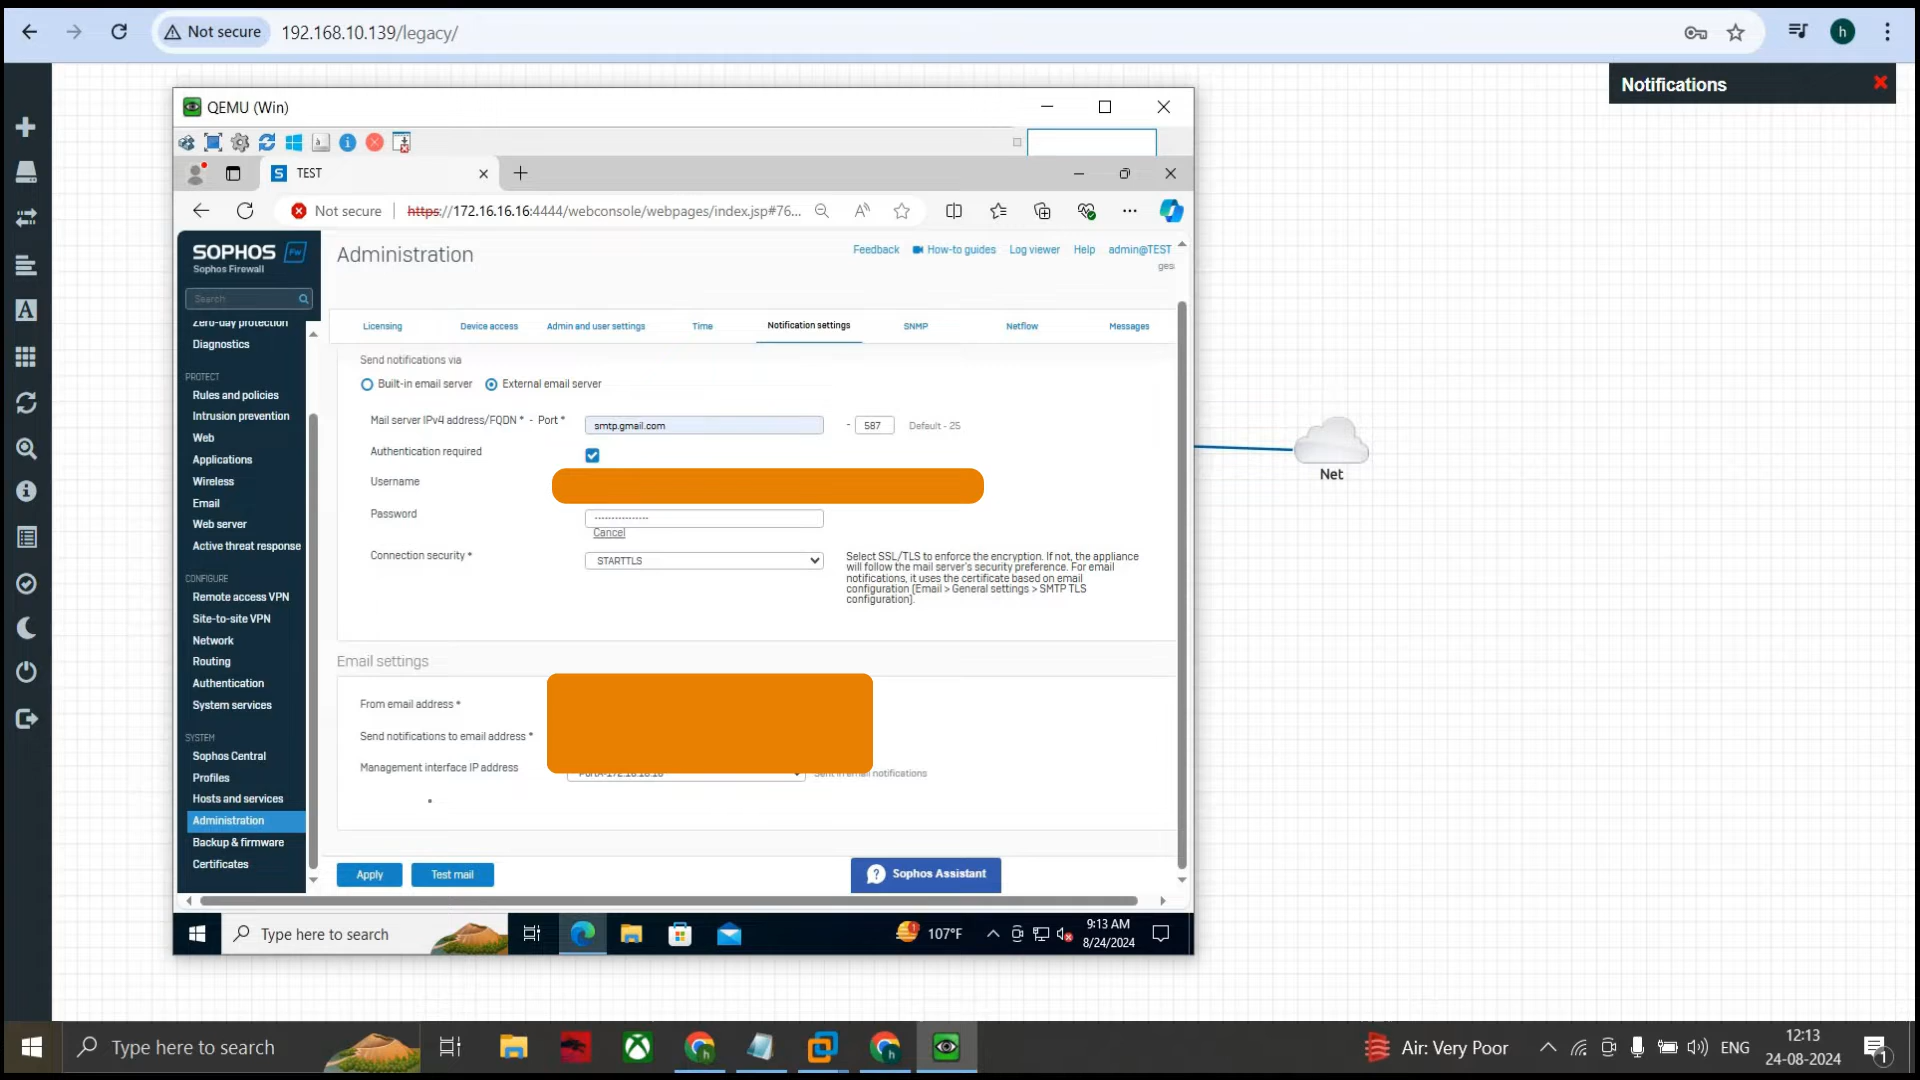 Not secure 192.168.10.139/legacy/
h
Notifications
QEMU (Win)
TEST
Not secure https://172.16.16.16:4444/webconsole/webpages/index.jsp#76...
SOPHOS Fw
Sophos Firewall
Search
Administration
Feedback How-to guides Log viewer Help admin@TEST
Licensing Device access Admin and user settings Time Notification settings SNMP Netflow Messages
Zero-day protection
Diagnostics
PROTECT
Rules and policies
Intrusion prevention
Web
Applications
Wireless
Email
Web server
Active threat response
CONFIGURE
Remote access VPN
Site-to-site VPN
Network
Routing
Authentication
System services
SYSTEM
Sophos Central
Profiles
Hosts and services
Administration
Backup & firmware
Certificates
Send notifications via
Built-in email server External email server
Mail server IPv4 address/FQDN * - Port * smtp.gmail.com - 587 Default - 25
Authentication required
Username
Password
Cancel
Connection security * STARTTLS
Select SSL/TLS to enforce the encryption. If not, the appliance
will follow the mail server's security preference. For email
notifications, it uses the certificate based on email
configuration [Email > General settings > SMTP TLS
configuration].
Email settings
From email address *
Send notifications to email address *
Management interface IP address
notifications
Apply Test mail
Sophos Assistant
Net
Type here to search
107°F
9:13 AM
8/24/2024
Type here to search
Air: Very Poor
ENG
12:13
24-08-2024
1